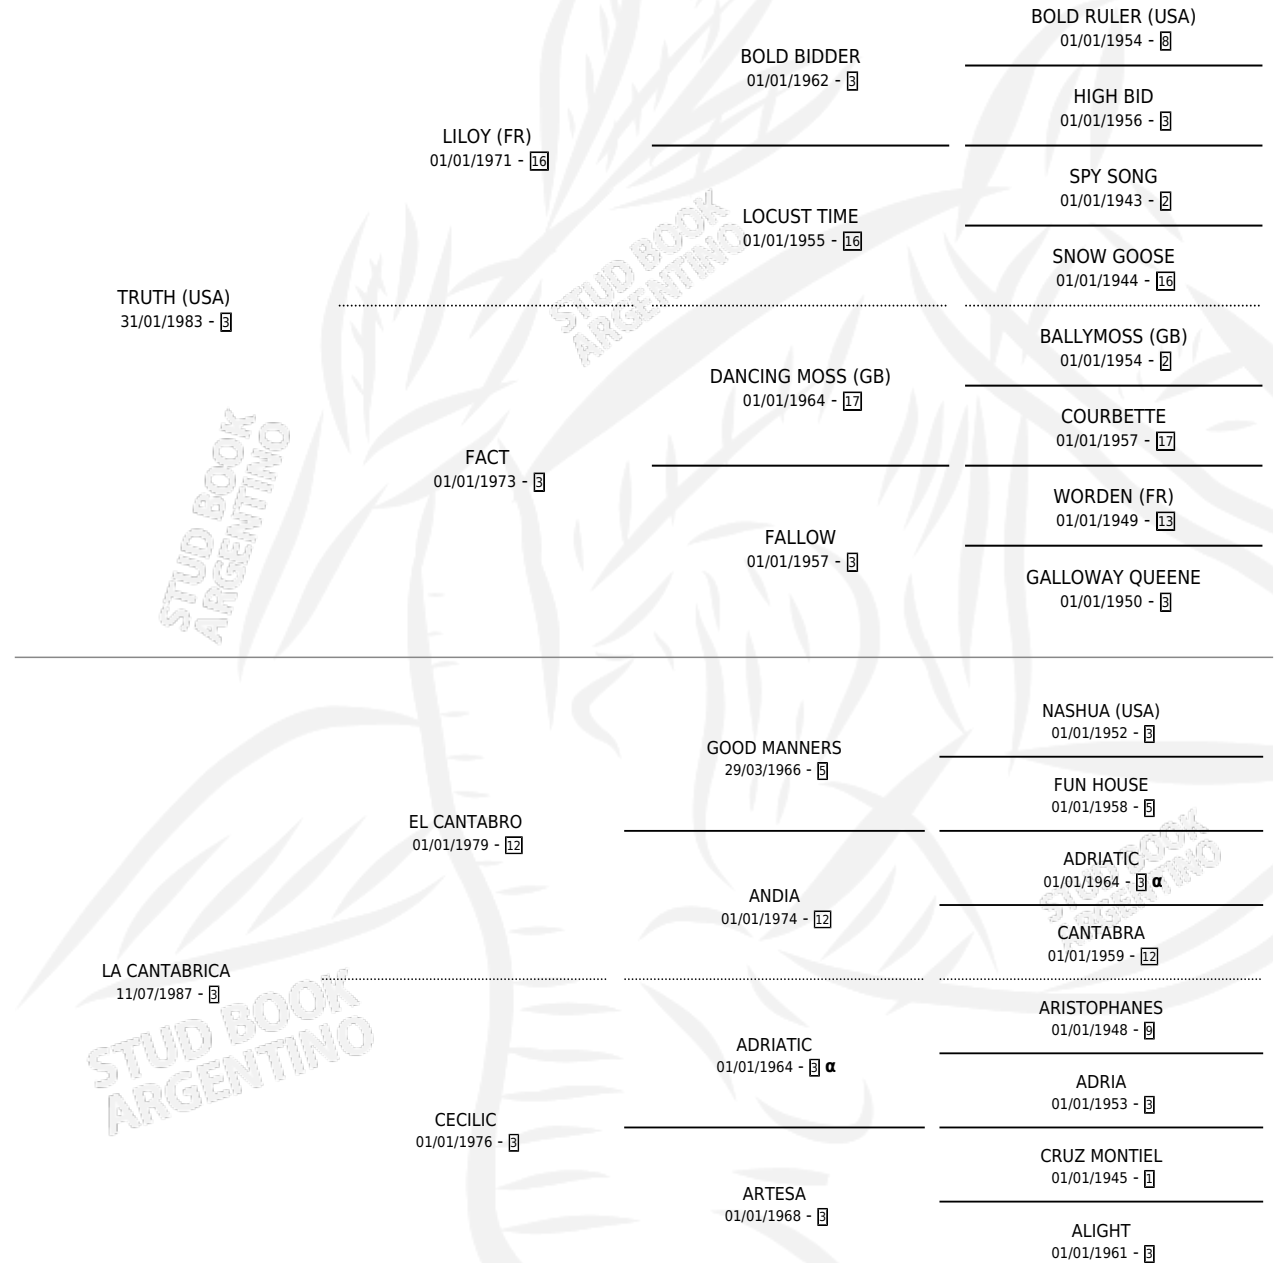 BOLD RULER (USA)
01/01/1954 - 8
BOLD BIDDER
01/01/1962 - 3
HIGH BID
01/01/1956 - 3
LILOY (FR)
01/01/1971 - 16
SPY SONG
01/01/1943 - 2
LOCUST TIME
01/01/1955 - 16
SNOW GOOSE
01/01/1944 - 16
TRUTH (USA)
31/01/1983 - 3
BALLYMOSS (GB)
01/01/1954 - 2
DANCING MOSS (GB)
01/01/1964 - 17
COURBETTE
01/01/1957 - 17
FACT
01/01/1973 - 3
WORDEN (FR)
01/01/1949 - 13
FALLOW
01/01/1957 - 3
GALLOWAY QUEENE
01/01/1950 - 3
NASHUA (USA)
01/01/1952 - 3
GOOD MANNERS
29/03/1966 - 5
FUN HOUSE
01/01/1958 - 5
EL CANTABRO
01/01/1979 - 12
ADRIATIC
01/01/1964 - 3 α
ANDIA
01/01/1974 - 12
CANTABRA
01/01/1959 - 12
LA CANTABRICA
11/07/1987 - 3
ARISTOPHANES
01/01/1948 - 9
ADRIATIC
01/01/1964 - 3 α
ADRIA
01/01/1953 - 3
CECILIC
01/01/1976 - 3
CRUZ MONTIEL
01/01/1945 - 1
ARTESA
01/01/1968 - 3
ALIGHT
01/01/1961 - 3
STUD BOOK
ARGENTINO
STUD BOOK
ARGENTINO
STUD BOOK
ARGENTINO
STUD BOOK
ARGENTINO